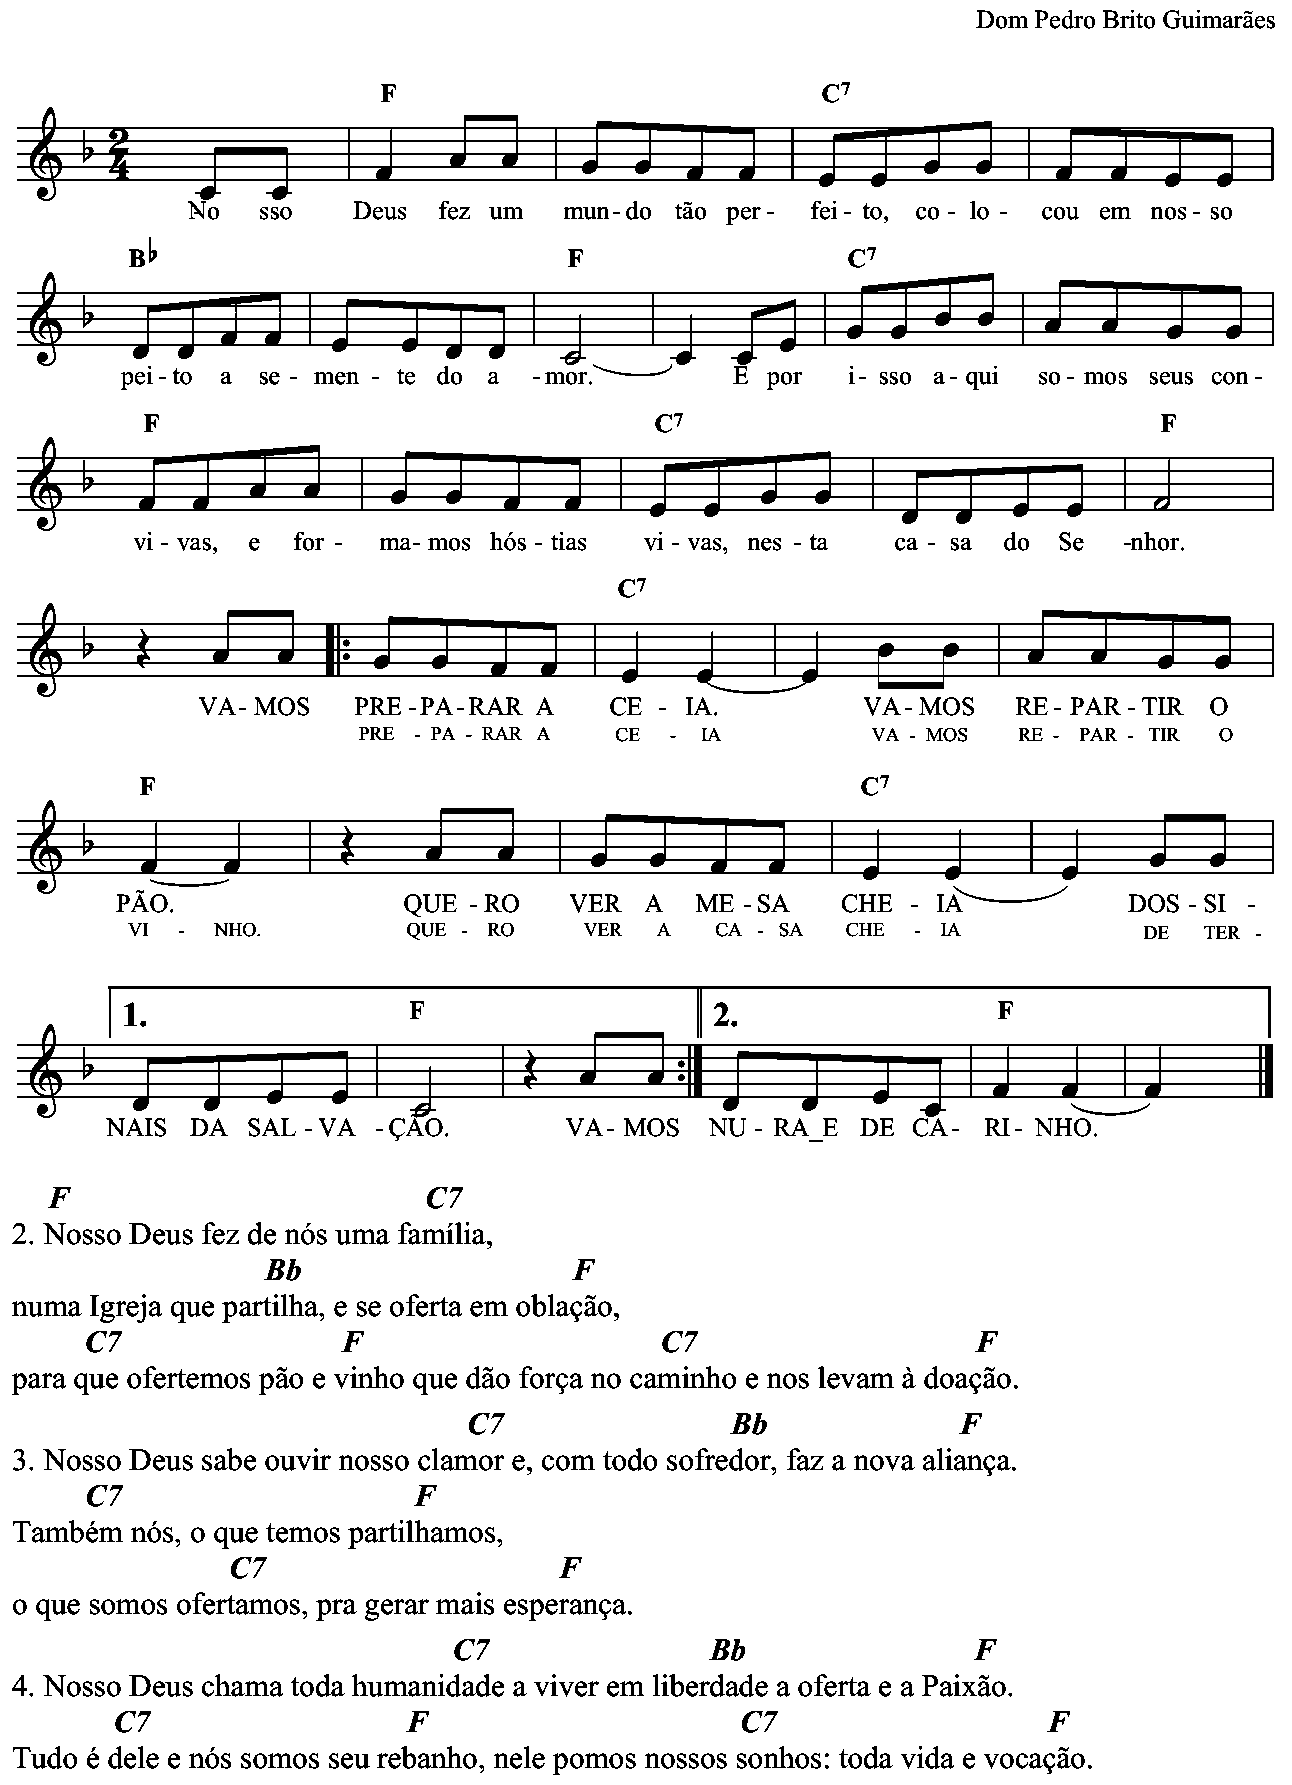 Dom Pedro Brito Guimarães
F C7
2/4
No sso Deus fez um mun-do tão per- fei-to, co-lo- cou em nos-so
Bb F C7
pei-to a se-men-te do a-mor. E por i-sso a-qui so-mos seus con-
F C7 F
vi-vas, e for- ma-mos hós-tias vi-vas, nes-ta ca-sa do Se-nhor.
C7
VA-MOS PRE-PA-RAR A CE-IA. VA-MOS RE-PAR-TIR O
PRE-PA-RAR A CE-IA VA-MOS RE-PAR-TIR O
F C7
PÃO. QUE-RO VER A ME-SA CHE-IA DOS-SI-
VI-NHO. QUE-RO VER A CA-SA CHE-IA DE TER-
1. F 2. F
NAIS DA SAL-VA-ÇÃO. VA-MOS NU-RA_E DE CA-RI-NHO.
F C7
2. Nosso Deus fez de nós uma família,
Bb F
numa Igreja que partilha, e se oferta em oblação,
C7 F C7 F
para que ofertemos pão e vinho que dão força no caminho e nos levam à doação.
C7 Bb F
3. Nosso Deus sabe ouvir nosso clamor e, com todo sofredor, faz a nova aliança.
C7 F
Também nós, o que temos partilhamos,
C7 F
o que somos ofertamos, pra gerar mais esperança.
C7 Bb F
4. Nosso Deus chama toda humanidade a viver em liberdade a oferta e a Paixão.
C7 F C7 F
Tudo é dele e nós somos seu rebanho, nele pomos nossos sonhos: toda vida e vocação.